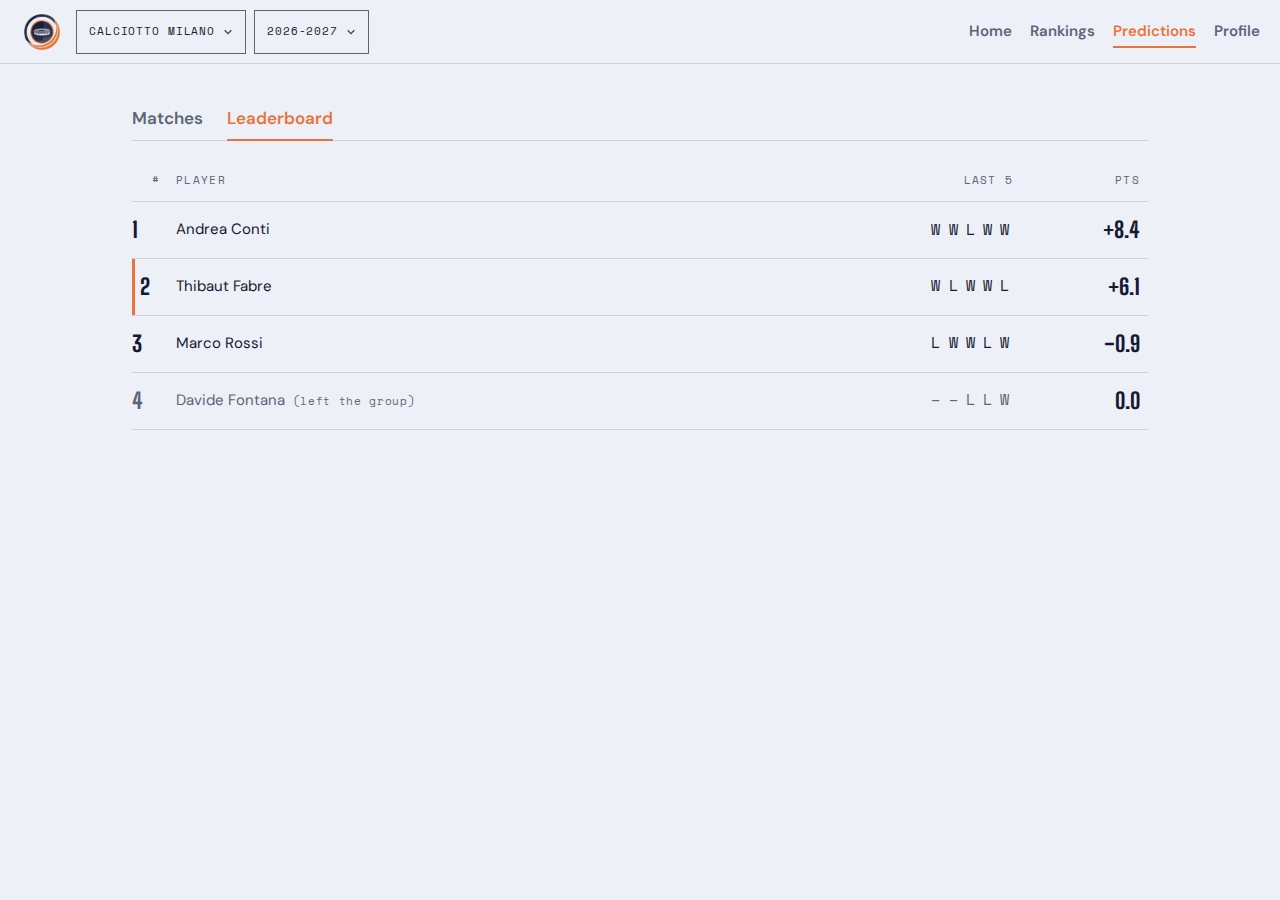 CALCIOTTO MILANO 2026-2027 Home Rankings Predictions Profile
Matches Leaderboard
# PLAYER LAST 5 PTS
1 Andrea Conti W W L W W +8.4
2 Thibaut Fabre W L W W L +6.1
3 Marco Rossi L W W L W −0.9
4 Davide Fontana (left the group) – – L L W 0.0